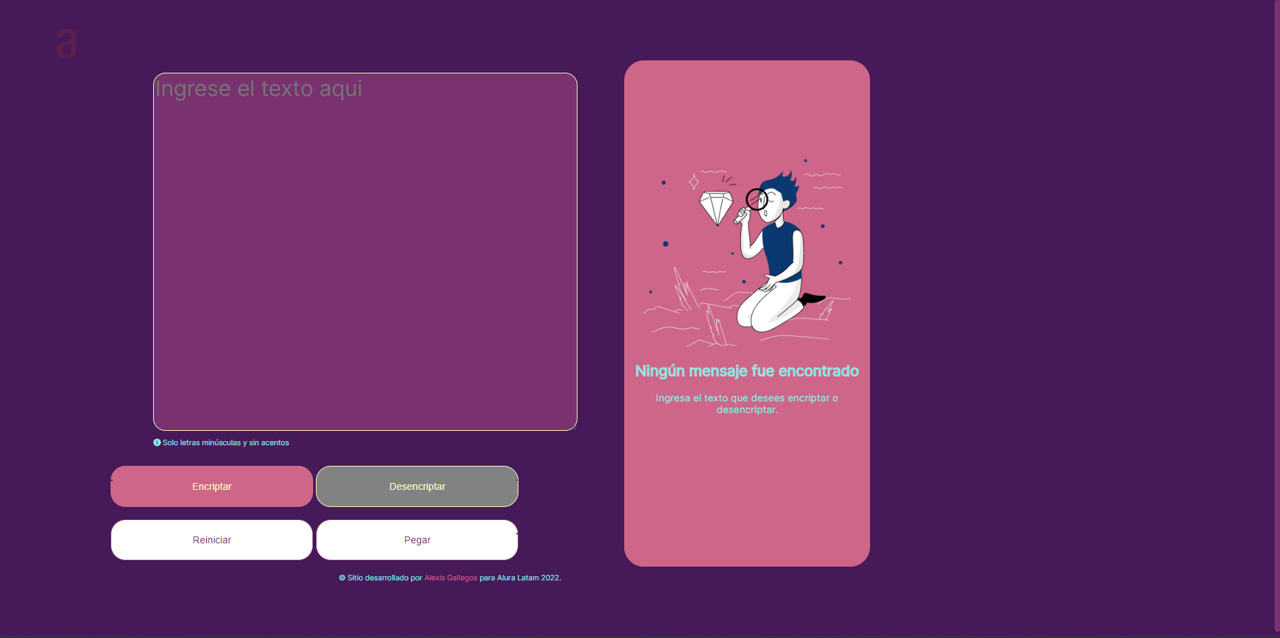 a
Ingrese el texto aqui
Ningún mensaje fue encontrado
Ingresa el texto que desees encriptar o
desencriptar.
Solo letras minúsculas y sin acentos
Encriptar
Desencriptar
Reiniciar
Pegar
© Sitio desarrollado por Alexis Gallegos para Alura Latam 2022.